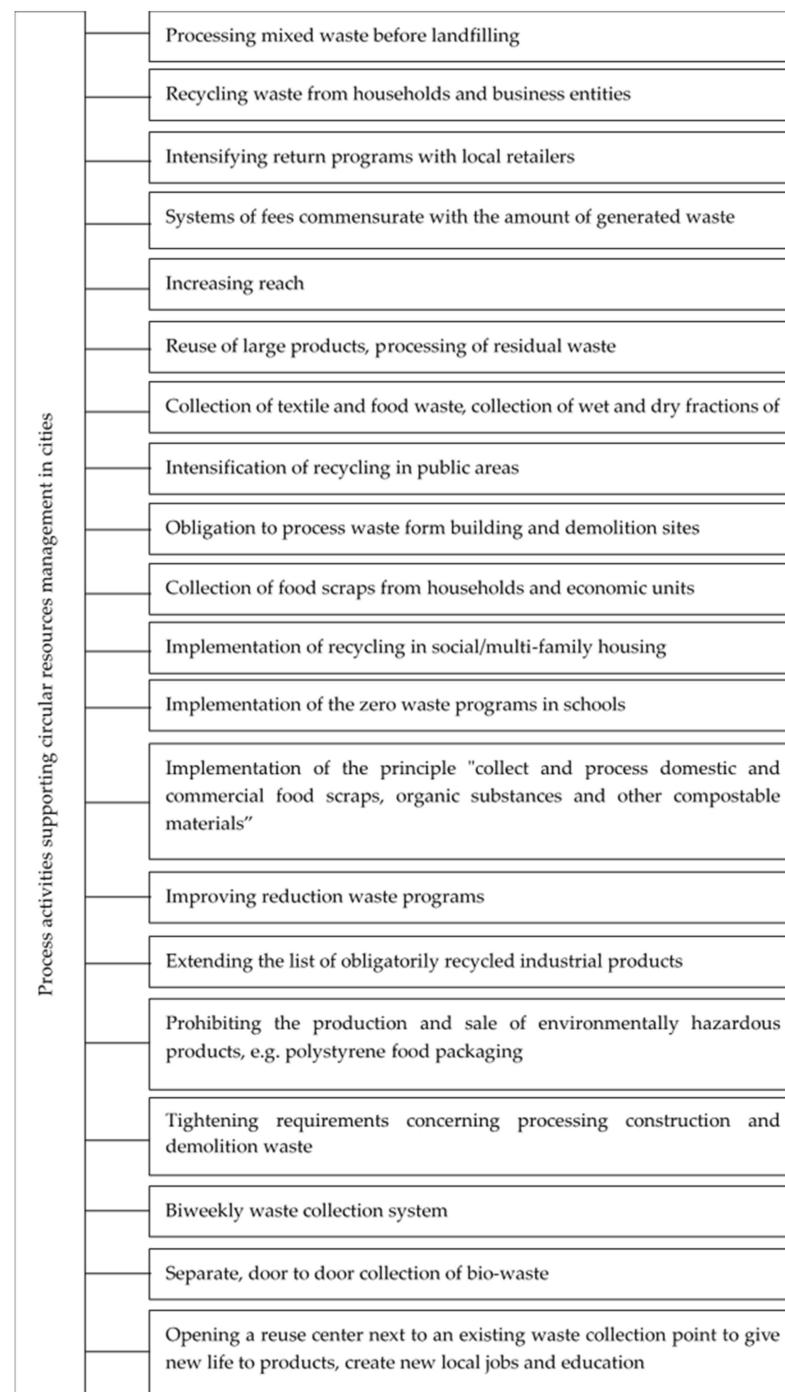 Process activities supporting circular resources management in cities
Processing mixed waste before landfilling
Recycling waste from households and business entities
Intensifying return programs with local retailers
Systems of fees commensurate with the amount of generated waste
Increasing reach
Reuse of large products, processing of residual waste
Collection of textile and food waste, collection of wet and dry fractions of
Intensification of recycling in public areas
Obligation to process waste form building and demolition sites
Collection of food scraps from households and economic units
Implementation of recycling in social/multi-family housing
Implementation of the zero waste programs in schools
Implementation of the principle "collect and process domestic and
commercial food scraps, organic substances and other compostable
materials”
Improving reduction waste programs
Extending the list of obligatorily recycled industrial products
Prohibiting the production and sale of environmentally hazardous
products, e.g. polystyrene food packaging
Tightening requirements concerning processing construction and
demolition waste
Biweekly waste collection system
Separate, door to door collection of bio-waste
Opening a reuse center next to an existing waste collection point to give
new life to products, create new local jobs and education